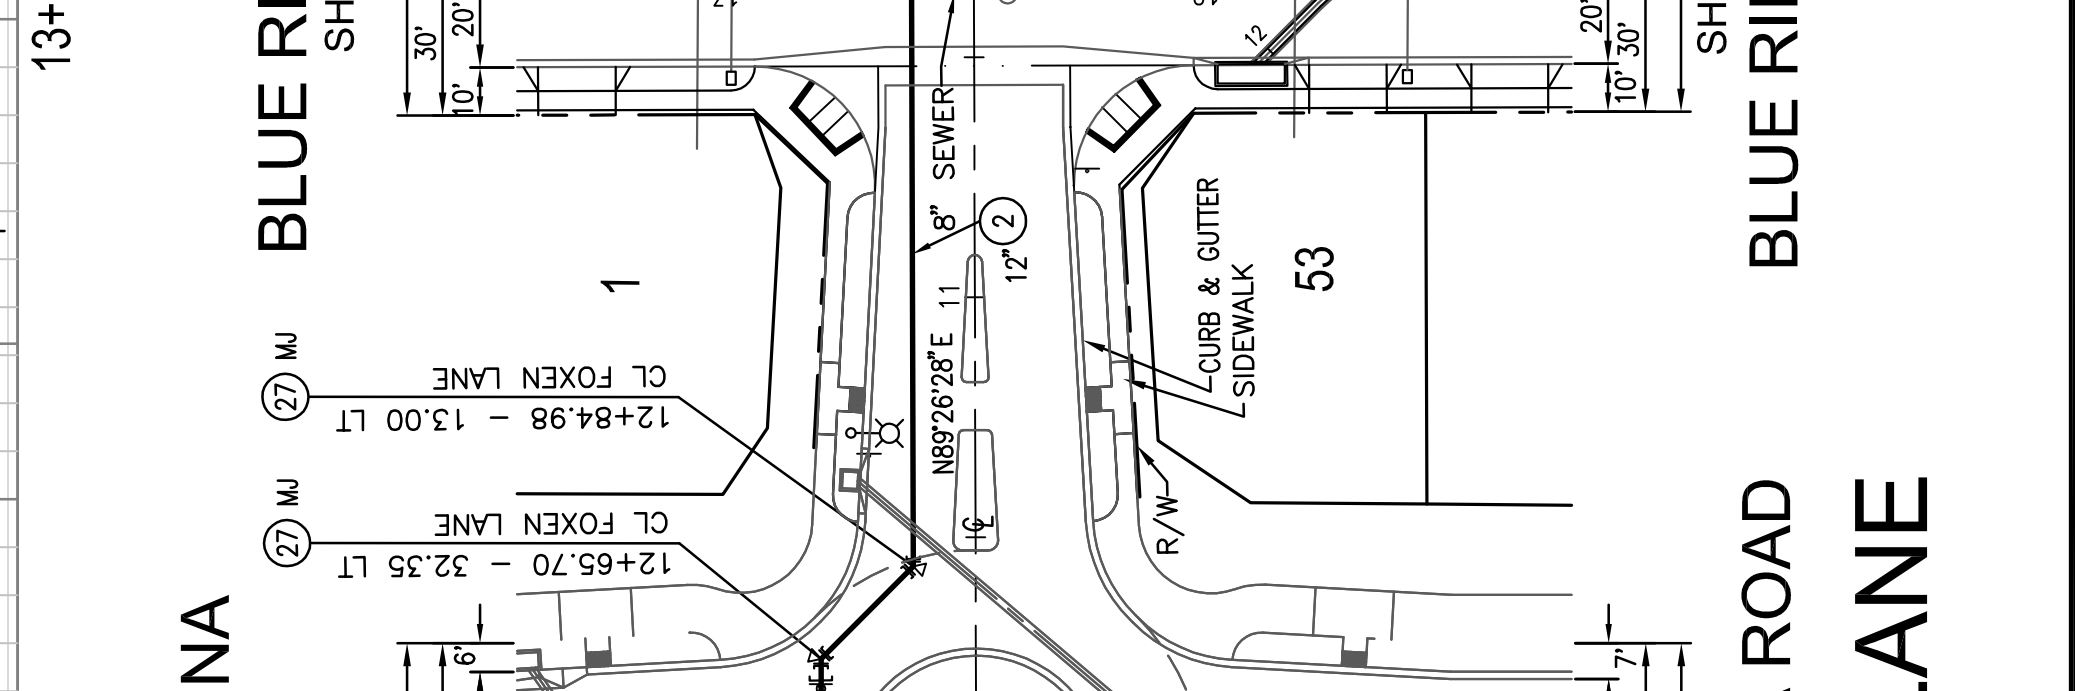 13+
BLUE RI
SH
30'
20'
10'
17
12
20'
30'
10'
SH
BLUE RI
8" SEWER
2
12"
11
N89°26'28"E
CURB & GUTTER
SIDEWALK
1
53
27 MJ
CL FOXEN LANE
12+84.98 - 13.00 LT
27 MJ
CL FOXEN LANE
12+65.70 - 32.35 LT
CL
R/W
NA
6'
7'
ROAD
LANE